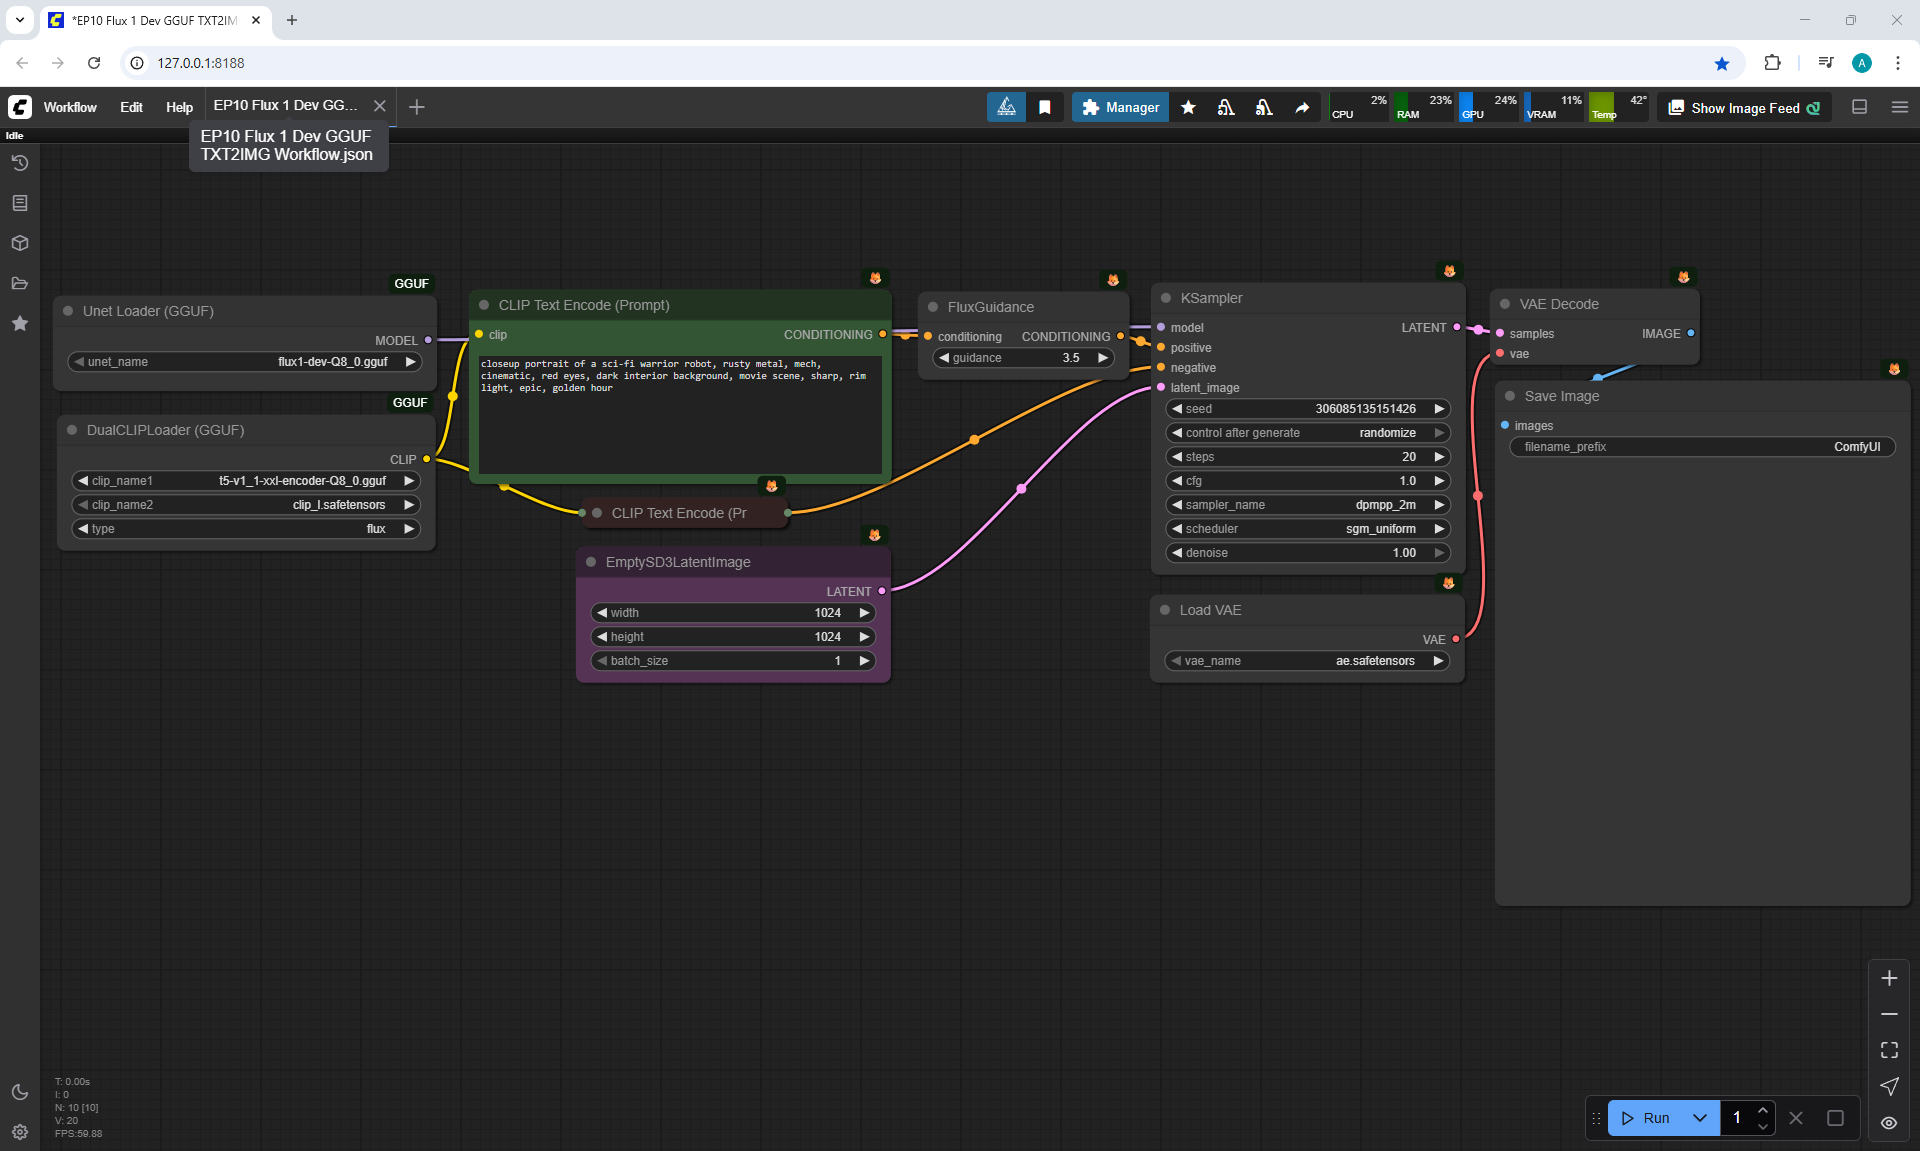 *EP10 Flux 1 Dev GGUF TXT2IM
127.0.0.1:8188
Workflow
Edit
Help
EP10 Flux 1 Dev GG...
Manager
CPU 2%
RAM 23%
GPU 24%
VRAM 11%
Temp 42°
Show Image Feed
A
Idle
EP10 Flux 1 Dev GGUF
TXT2IMG Workflow.json
GGUF
Unet Loader (GGUF)
MODEL
unet_name flux1-dev-Q8_0.gguf
GGUF
DualCLIPLoader (GGUF)
CLIP
clip_name1 t5-v1_1-xxl-encoder-Q8_0.gguf
clip_name2 clip_l.safetensors
type flux
CLIP Text Encode (Prompt)
clip CONDITIONING
closeup portrait of a sci-fi warrior robot, rusty metal, mech,
cinematic, red eyes, dark interior background, movie scene, sharp, rim
light, epic, golden hour
CLIP Text Encode (Pr
EmptySD3LatentImage
LATENT
width 1024
height 1024
batch_size 1
FluxGuidance
conditioning CONDITIONING
guidance 3.5
KSampler
model LATENT
positive
negative
latent_image
seed 306085135151426
control after generate randomize
steps 20
cfg 1.0
sampler_name dpmpp_2m
scheduler sgm_uniform
denoise 1.00
Load VAE
VAE
vae_name ae.safetensors
VAE Decode
samples IMAGE
vae
Save Image
images
filename_prefix ComfyUI
T: 0.00s
I: 0
N: 10 [10]
V: 20
FPS:59.88
Run
1